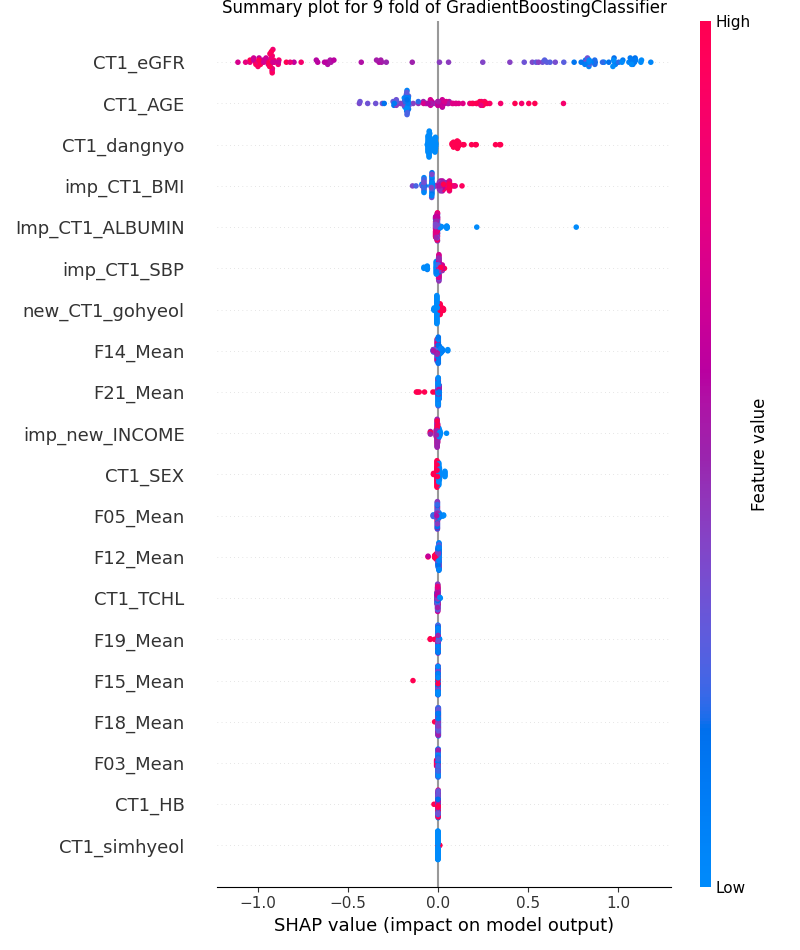 Summary plot for 9 fold of GradientBoostingClassifier
High
CT1_eGFR
CT1_AGE
CT1_dangnyo
imp_CT1_BMI
Imp_CT1_ALBUMIN
imp_CT1_SBP
new_CT1_gohyeol
F14_Mean
F21_Mean
imp_new_INCOME
CT1_SEX
F05_Mean
F12_Mean
CT1_TCHL
F19_Mean
F15_Mean
F18_Mean
F03_Mean
CT1_HB
CT1_simhyeol
Feature value
Low
−1.0 −0.5 0.0 0.5 1.0
SHAP value (impact on model output)